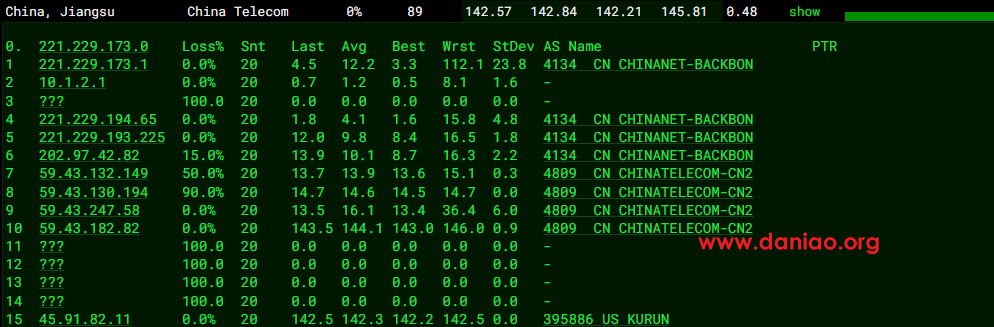 China, Jiangsu China Telecom 0% 89 142.57 142.84 142.21 145.81 0.48 show
0. 221.229.173.0 Loss% Snt Last Avg Best Wrst StDev AS Name PTR
1 221.229.173.1 0.0% 20 4.5 12.2 3.3 112.1 23.8 4134 CN CHINANET-BACKBON
2 10.1.2.1 0.0% 20 0.7 1.2 0.5 8.1 1.6 -
3 ??? 100.0 20 0.0 0.0 0.0 0.0 0.0 -
4 221.229.194.65 0.0% 20 1.8 4.1 1.6 15.8 4.8 4134 CN CHINANET-BACKBON
5 221.229.193.225 0.0% 20 12.0 9.8 8.4 16.5 1.8 4134 CN CHINANET-BACKBON
6 202.97.42.82 15.0% 20 13.9 10.1 8.7 16.3 2.2 4134 CN CHINANET-BACKBON
7 59.43.132.149 50.0% 20 13.7 13.9 13.6 15.1 0.3 4809 CN CHINATELECOM-CN2
8 59.43.130.194 90.0% 20 14.7 14.6 14.5 14.7 0.0 4809 CN CHINATELECOM-CN2
9 59.43.247.58 0.0% 20 13.5 16.1 13.4 36.4 6.0 4809 CN CHINATELECOM-CN2
10 59.43.182.82 0.0% 20 143.5 144.1 143.0 146.0 0.9 4809 CN CHINATELECOM-CN2
www.daniao.org
11 ??? 100.0 20 0.0 0.0 0.0 0.0 0.0 -
12 ??? 100.0 20 0.0 0.0 0.0 0.0 0.0 -
13 ??? 100.0 20 0.0 0.0 0.0 0.0 0.0 -
14 ??? 100.0 20 0.0 0.0 0.0 0.0 0.0 -
15 45.91.82.11 0.0% 20 142.5 142.3 142.2 142.5 0.0 395886 US KURUN